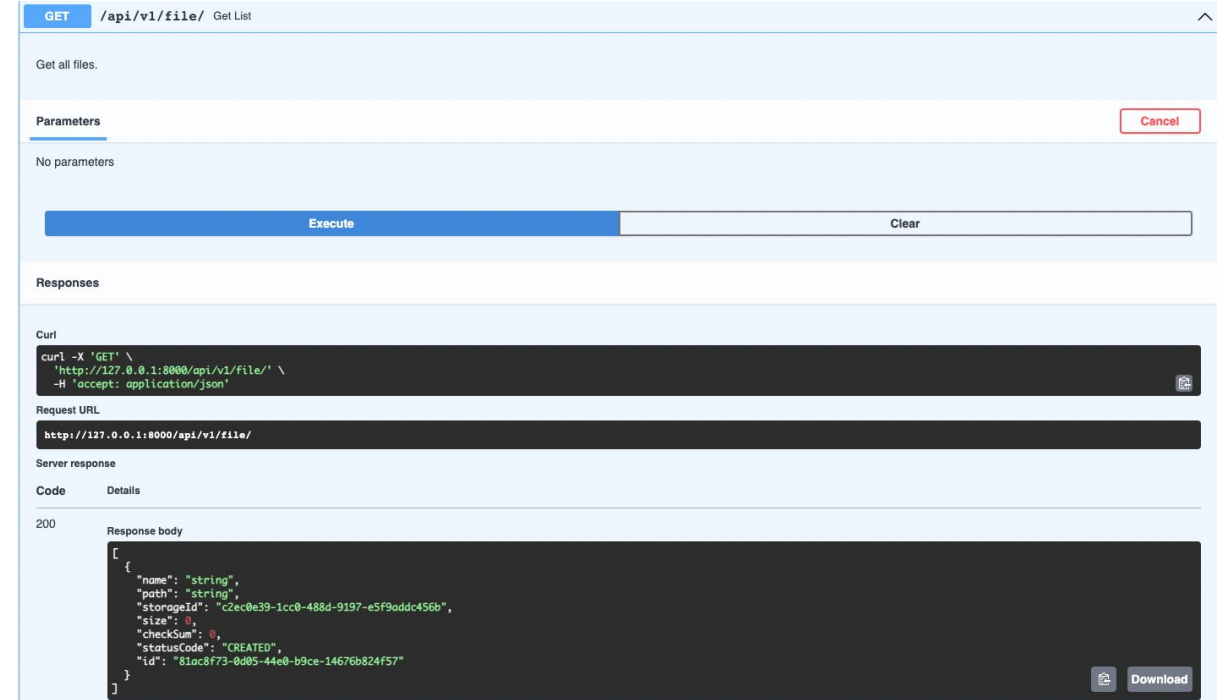 GET /api/v1/file/ Get List
Get all files.
Parameters
Cancel
No parameters
Execute
Clear
Responses
Curl
curl -X 'GET' \
'http://127.0.0.1:8000/api/v1/file/' \
-H 'accept: application/json'
Request URL
http://127.0.0.1:8000/api/v1/file/
Server response
Code Details
200
Response body
[
{
"name": "string",
"path": "string",
"storageId": "c2ec0e39-1cc0-488d-9197-e5f9addc456b",
"size": 0,
"checkSum": 0,
"statusCode": "CREATED",
"id": "81ac8f73-0d05-44e0-b9ce-14676b824f57"
}
]
Download